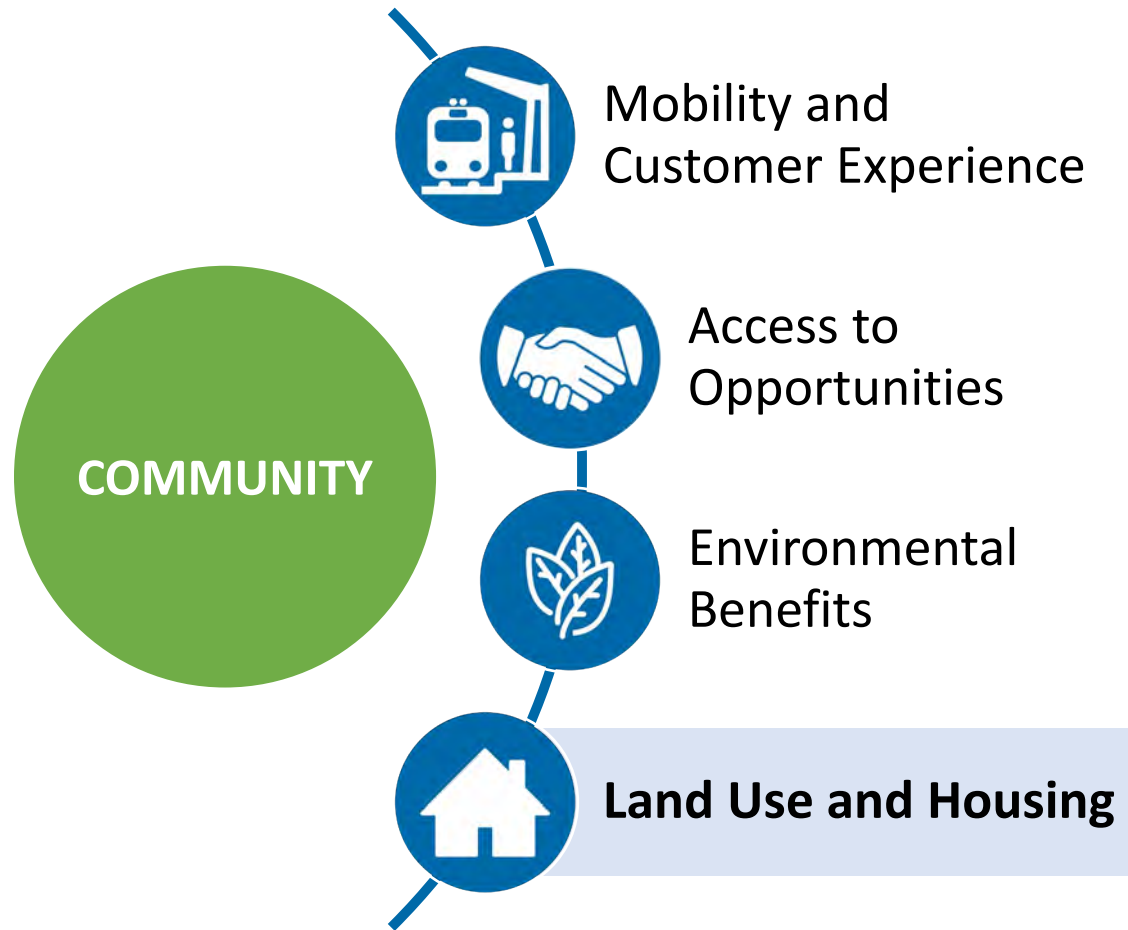 Mobility and
Customer Experience
Access to
Opportunities
COMMUNITY
Environmental
Benefits
Land Use and Housing